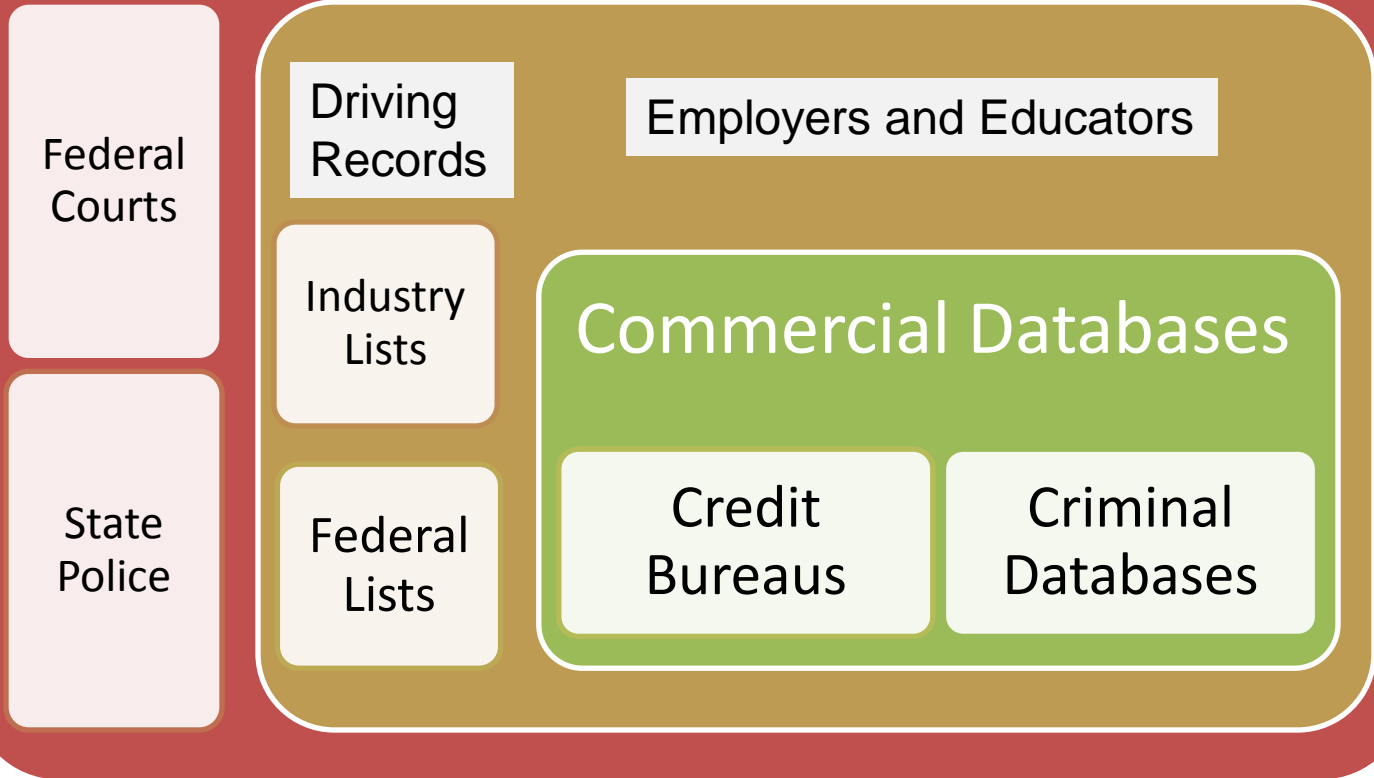 Federal
Courts
State
Police
Driving
Records
Employers and Educators
Industry
Lists
Federal
Lists
Commercial Databases
Credit
Bureaus
Criminal
Databases